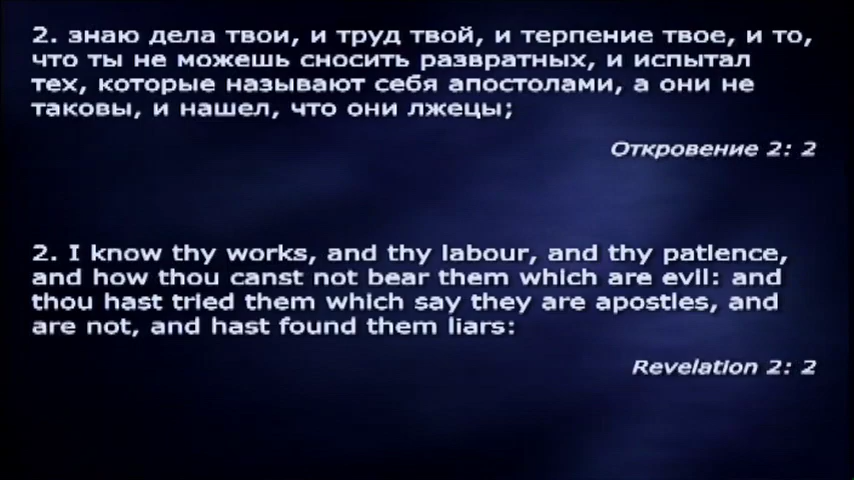 2. знаю дела твои, и труд твой, и терпение твое, и то,
что ты не можешь сносить развратных, и испытал
тех, которые называют себя апостолами, а они не
таковы, и нашел, что они лжецы;
Откровение 2: 2
2. I know thy works, and thy labour, and thy patience,
and how thou canst not bear them which are evil: and
thou hast tried them which say they are apostles, and
are not, and hast found them liars:
Revelation 2: 2